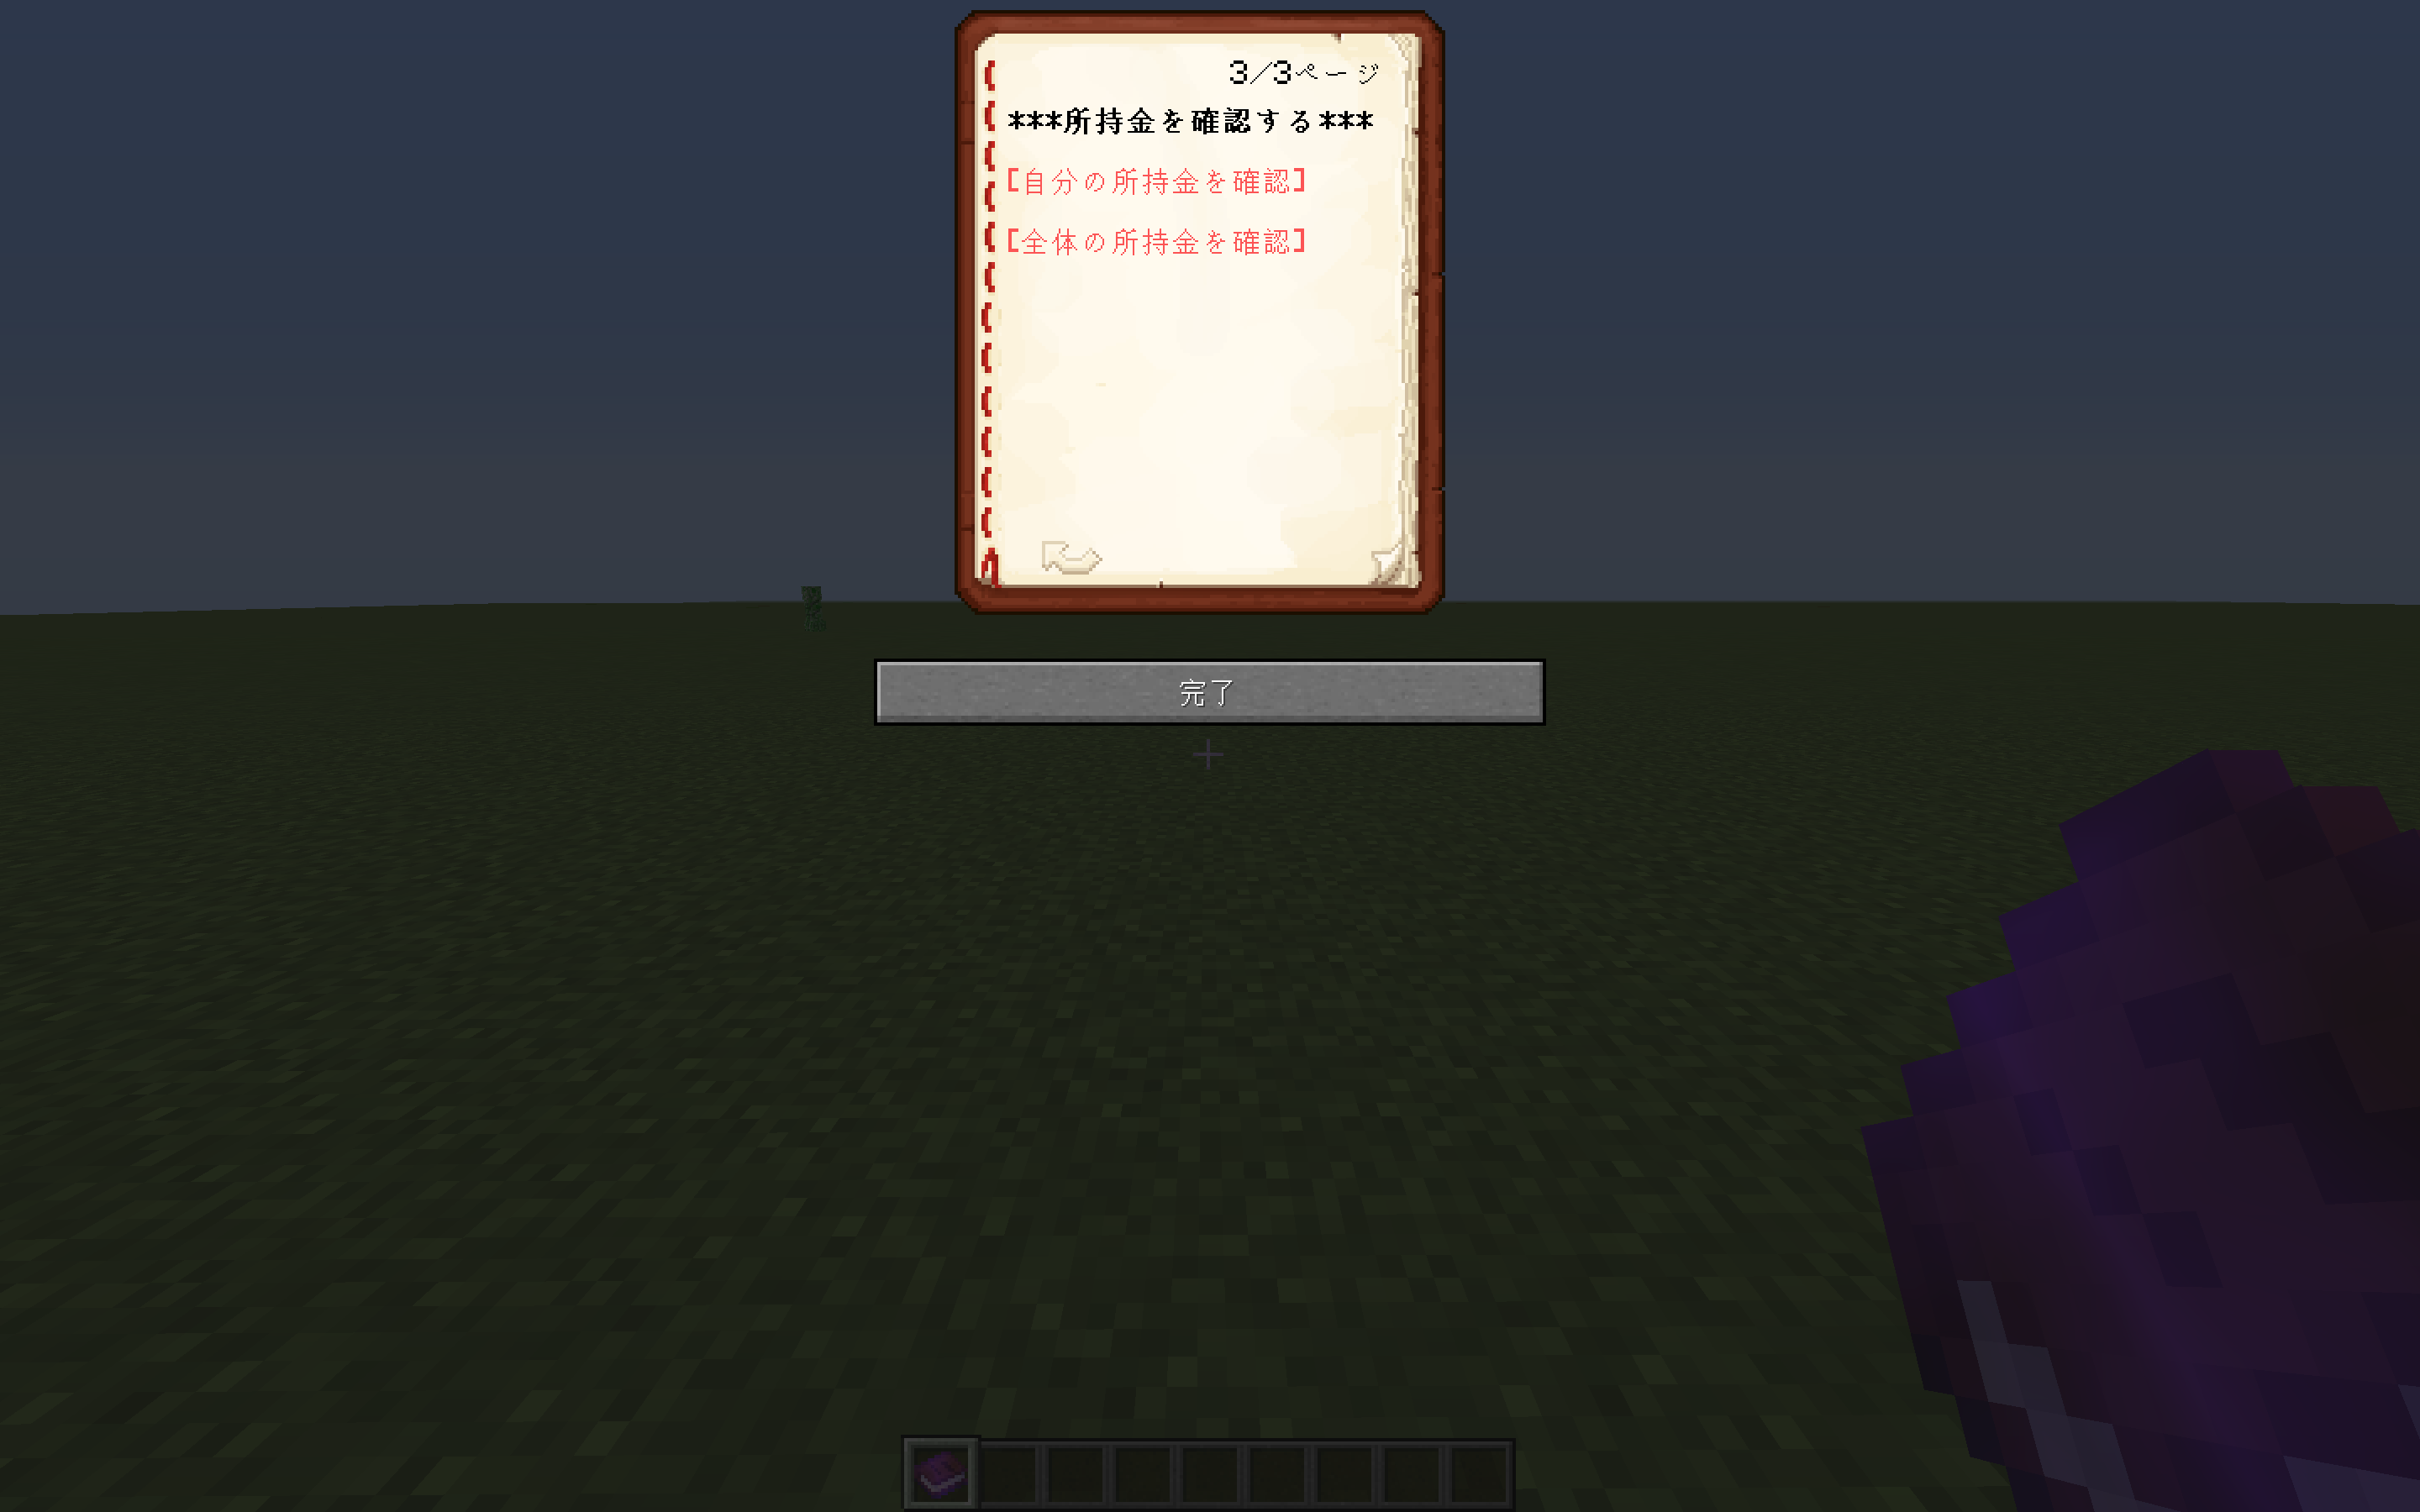 3/3ページ
***所持金を確認する***
[自分の所持金を確認]
[全体の所持金を確認]
完了